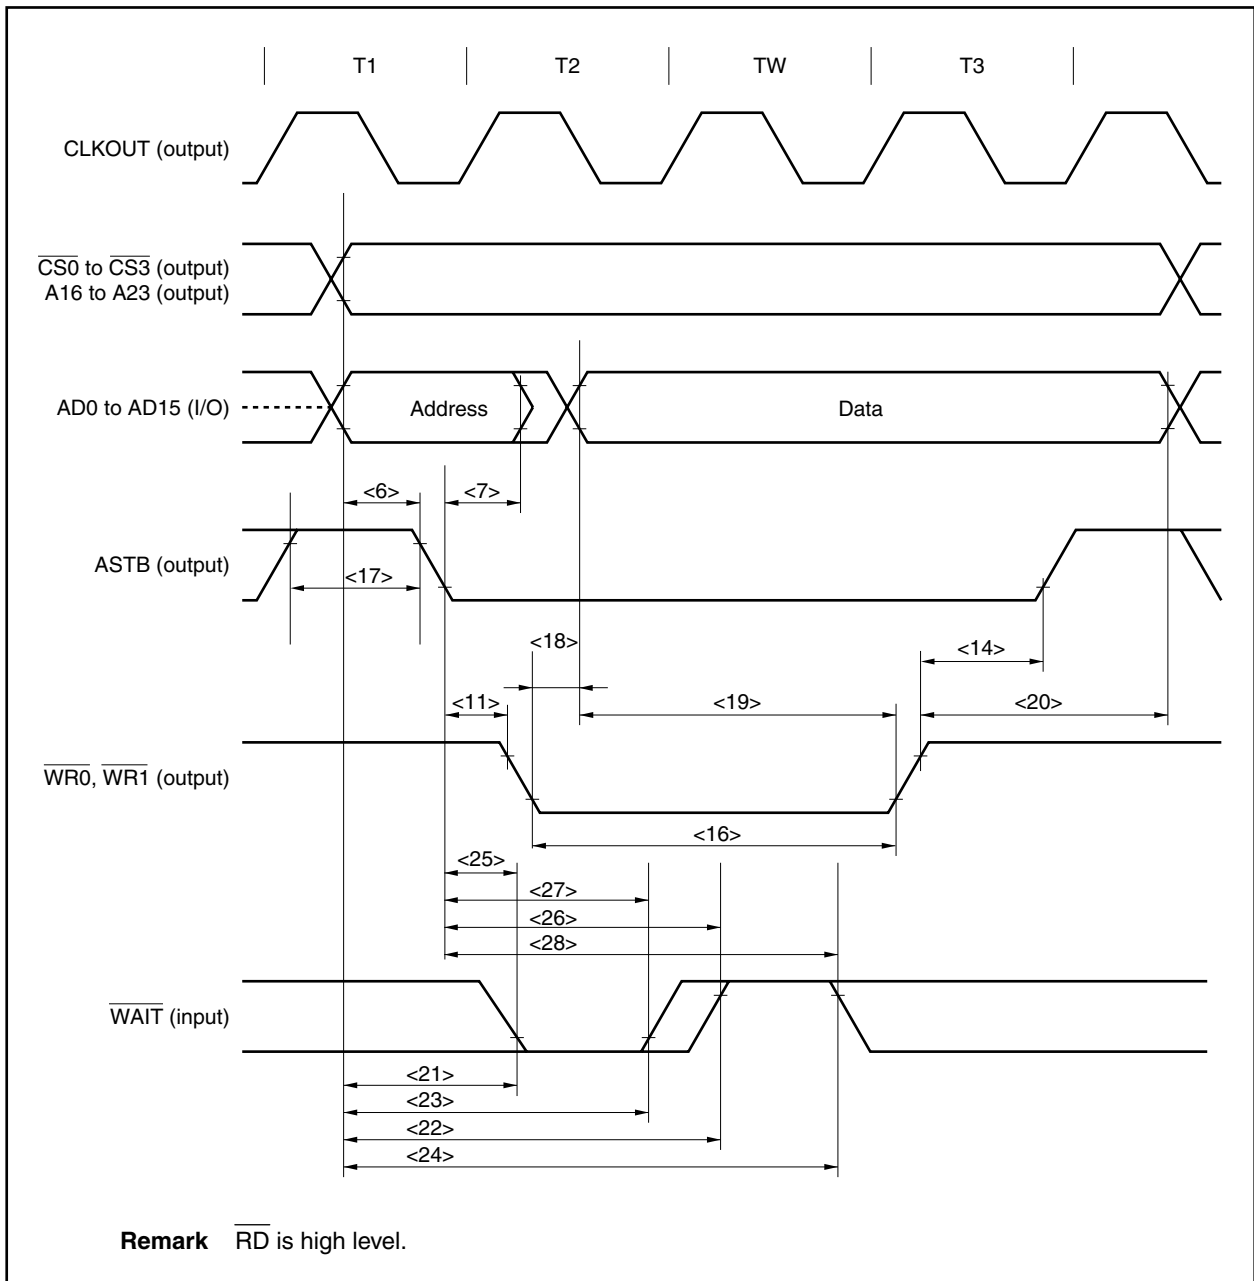 T1 T2 TW T3
CLKOUT (output)
CS0 to CS3 (output)
A16 to A23 (output)
AD0 to AD15 (I/O)
Address
Data
<6>
<7>
ASTB (output)
<17>
<18>
<14>
<11>
<19>
<20>
WR0, WR1 (output)
<16>
<25>
<27>
<26>
<28>
WAIT (input)
<21>
<23>
<22>
<24>
Remark RD is high level.